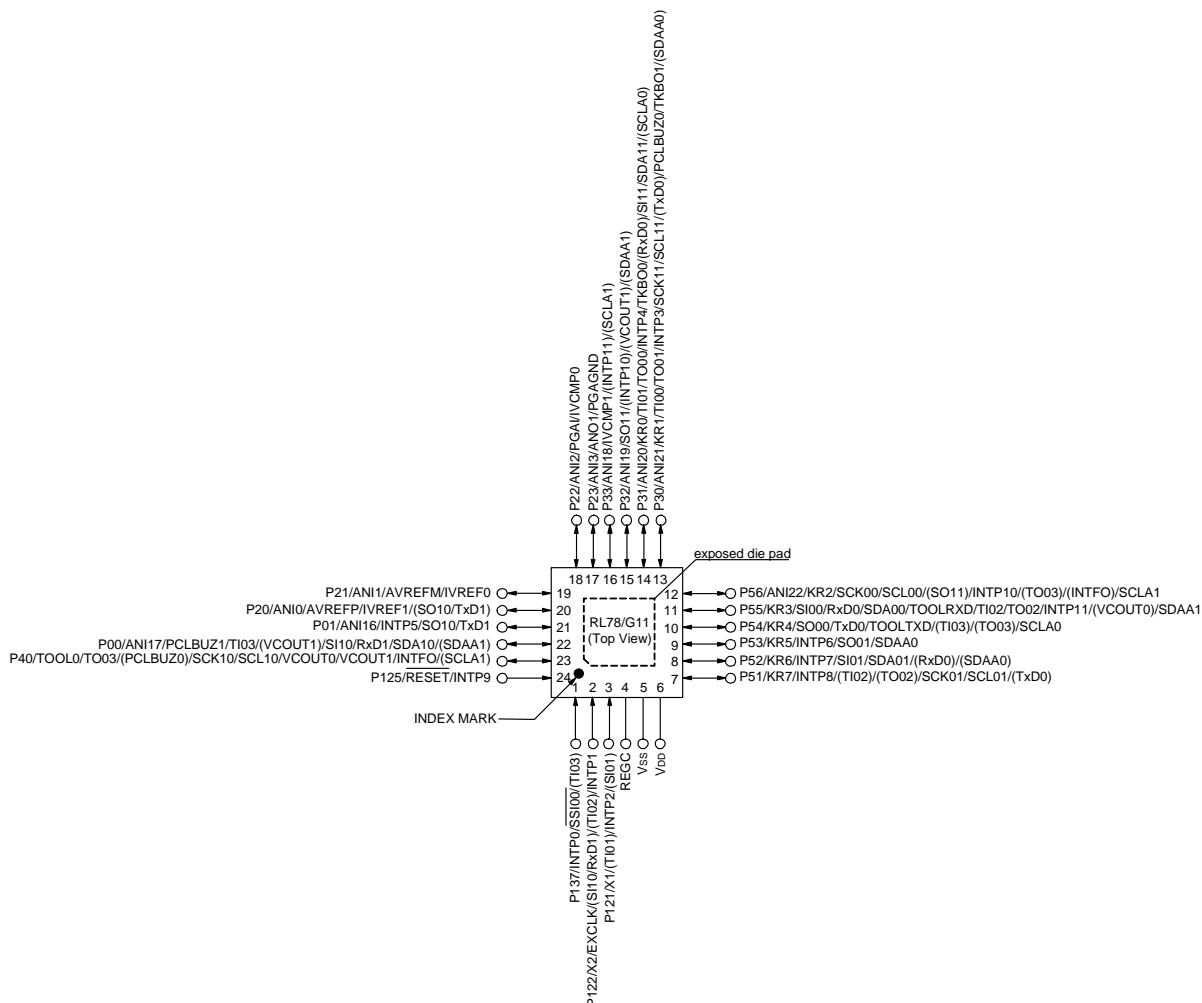 P22/ANI2/PGAI/IVCMP0
P23/ANI3/ANO1/PGAGND
P33/ANI18/IVCMP1/(INTP11)/(SCLA1)
P32/ANI19/SO11/(INTP10)/(VCOUT1)/(SDAA1)
P31/ANI20/KR0/TI01/TO00/INTP4/TKBO0/(RxD0)/SI11/SDA11/(SCLA0)
P30/ANI21/KR1/TI00/TO01/INTP3/SCK11/SCL11/(TxD0)/PCLBUZ0/TKBO1/(SDAA0)
exposed die pad
18 17 16 15 14 13
P21/ANI1/AVREFM/IVREF0 19
P20/ANI0/AVREFP/IVREF1/(SO10/TxD1) 20
P01/ANI16/INTP5/SO10/TxD1 21
P00/ANI17/PCLBUZ1/TI03/(VCOUT1)/SI10/RxD1/SDA10/(SDAA1) 22
P40/TOOL0/TO03/(PCLBUZ0)/SCK10/SCL10/VCOUT0/VCOUT1/INTFO/(SCLA1) 23
P125/RESET/INTP9 24
RL78/G11
(Top View)
12 P56/ANI22/KR2/SCK00/SCL00/(SO11)/INTP10/(TO03)/(INTFO)/SCLA1
11 P55/KR3/SI00/RxD0/SDA00/TOOLRXD/TI02/TO02/INTP11/(VCOUT0)/SDAA1
10 P54/KR4/SO00/TxD0/TOOLTXD/(TI03)/(TO03)/SCLA0
9 P53/KR5/INTP6/SO01/SDAA0
8 P52/KR6/INTP7/SI01/SDA01/(RxD0)/(SDAA0)
7 P51/KR7/INTP8/(TI02)/(TO02)/SCK01/SCL01/(TxD0)
1 2 3 4 5 6
INDEX MARK
P137/INTP0/SSI00/(TI03)
P122/X2/EXCLK/(SI10/RxD1)/(TI02)/INTP1
P121/X1/(TI01)/INTP2/(SI01)
REGC
VSS
VDD